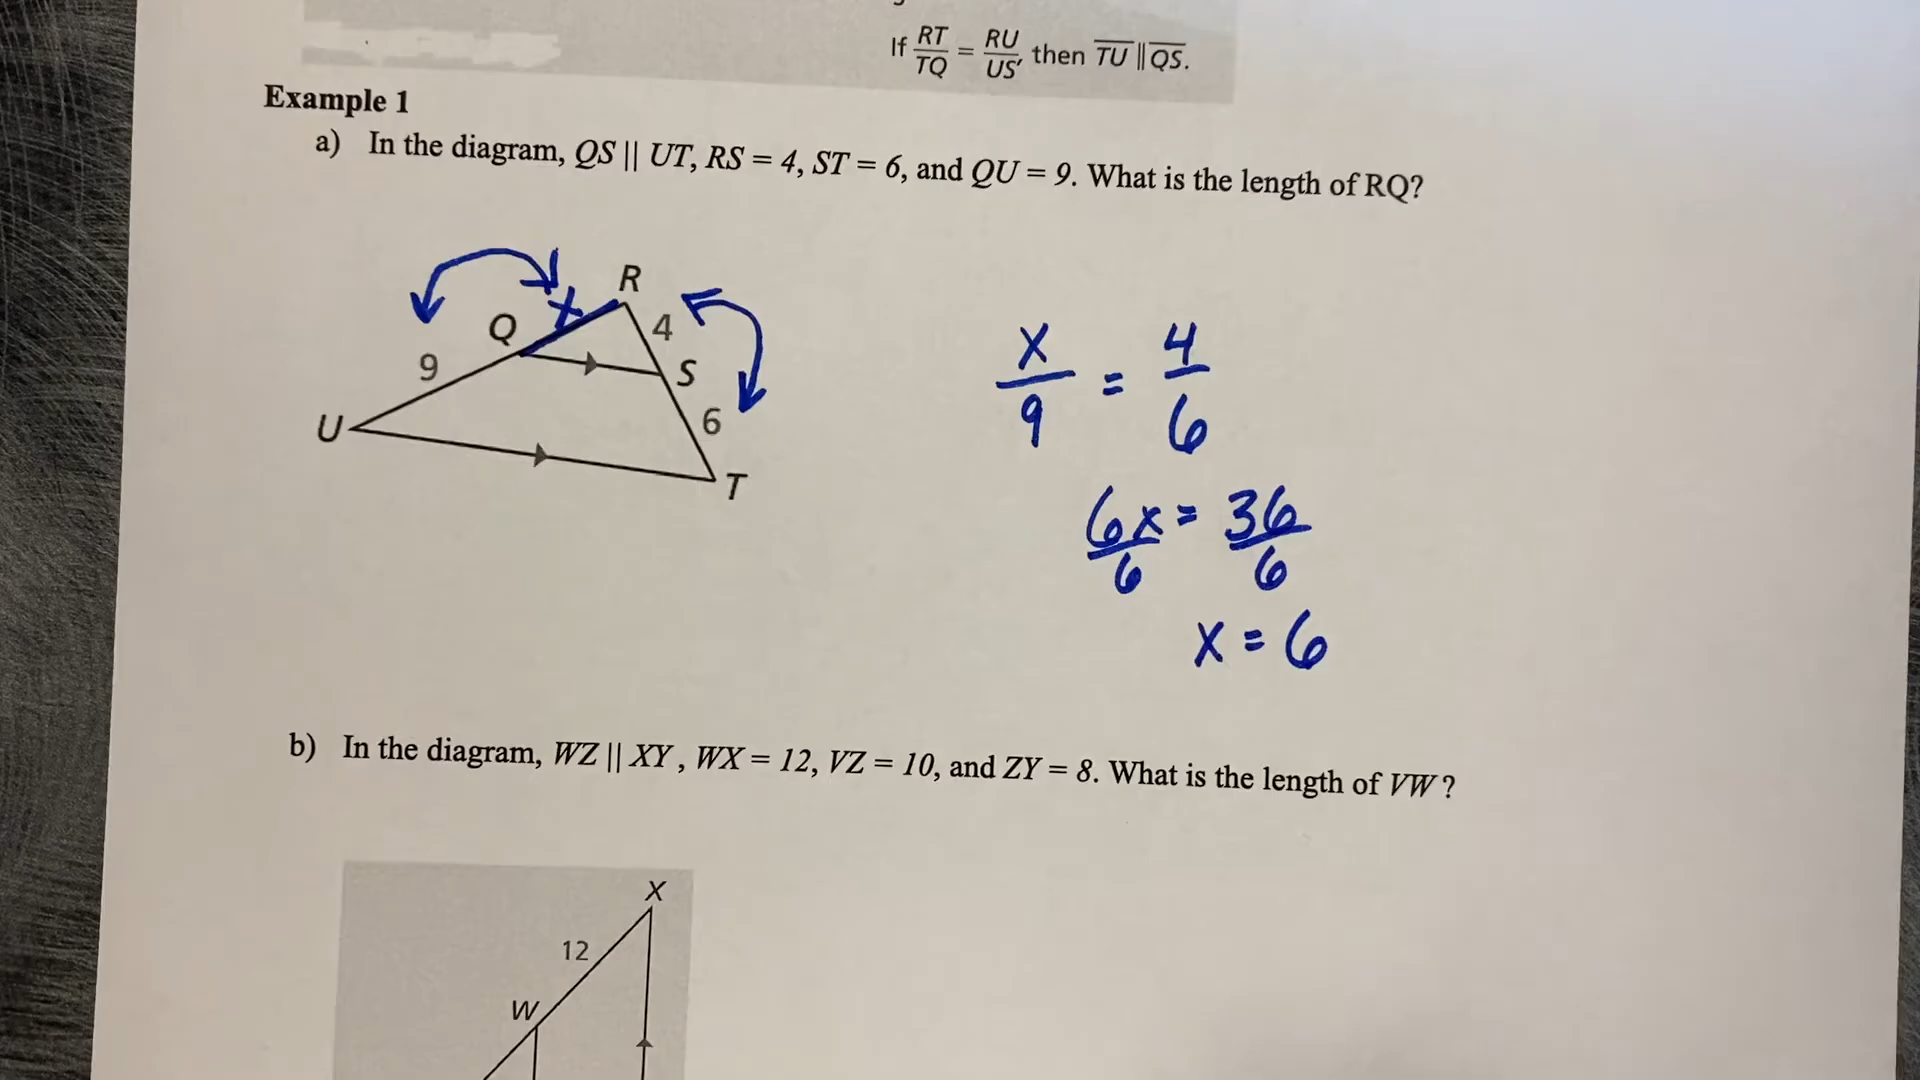 If RT/TQ = RU/US, then TU || QS.
Example 1
a) In the diagram, QS || UT, RS = 4, ST = 6, and QU = 9. What is the length of RQ?
R
x
Q
4
9
S
U
6
T
x/9 = 4/6
6x/6 = 36/6
x = 6
b) In the diagram, WZ || XY, WX = 12, VZ = 10, and ZY = 8. What is the length of VW?
X
12
W